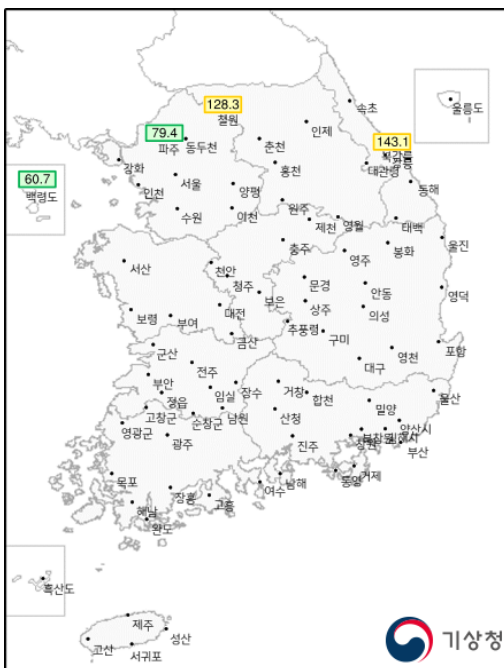 128.3
철원
속초
울릉도
79.4
파주
동두천
인제
143.1
북강릉
강릉
춘천
대관령
강화
홍천
60.7
백령도
서울
동해
인천
양평
원주
수원
이천
제천
영월
태백
충주
울진
봉화
영주
서산
천안
청주
문경
안동
영덕
보은
상주
의성
보령
부여
대전
추풍령
구미
금산
포항
군산
영천
전주
대구
부안
장수
거창
임실
합천
울산
정읍
밀양
고창군
순창군
남원
산청
양산시
영광군
광주
진주
창원
부산
목포
거제
통영
장흥
여수
남해
해남
고흥
완도
흑산도
제주
성산
고산
서귀포
기상청